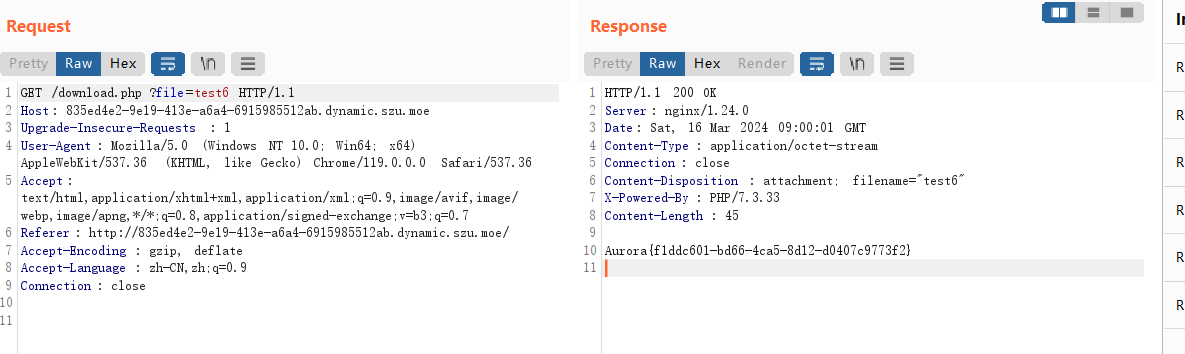 Request
Response
In
Pretty Raw Hex \n
Pretty Raw Hex Render \n
1 GET /download.php ?file=test6 HTTP/1.1
2 Host : 835ed4e2-9e19-413e-a6a4-6915985512ab.dynamic.szu.moe
3 Upgrade-Insecure-Requests : 1
4 User-Agent : Mozilla/5.0 (Windows NT 10.0; Win64; x64)
AppleWebKit/537.36 (KHTML, like Gecko) Chrome/119.0.0.0 Safari/537.36
5 Accept :
text/html,application/xhtml+xml,application/xml;q=0.9,image/avif,image/
webp,image/apng,*/*;q=0.8,application/signed-exchange;v=b3;q=0.7
6 Referer : http://835ed4e2-9e19-413e-a6a4-6915985512ab.dynamic.szu.moe/
7 Accept-Encoding : gzip, deflate
8 Accept-Language : zh-CN,zh;q=0.9
9 Connection : close
10
11
1 HTTP/1.1 200 OK
2 Server : nginx/1.24.0
3 Date : Sat, 16 Mar 2024 09:00:01 GMT
4 Content-Type : application/octet-stream
5 Connection : close
6 Content-Disposition : attachment; filename="test6"
7 X-Powered-By : PHP/7.3.33
8 Content-Length : 45
9
10 Aurora{f1ddc601-bd66-4ca5-8d12-d0407c9773f2}
11
R
R
R
R
R
R